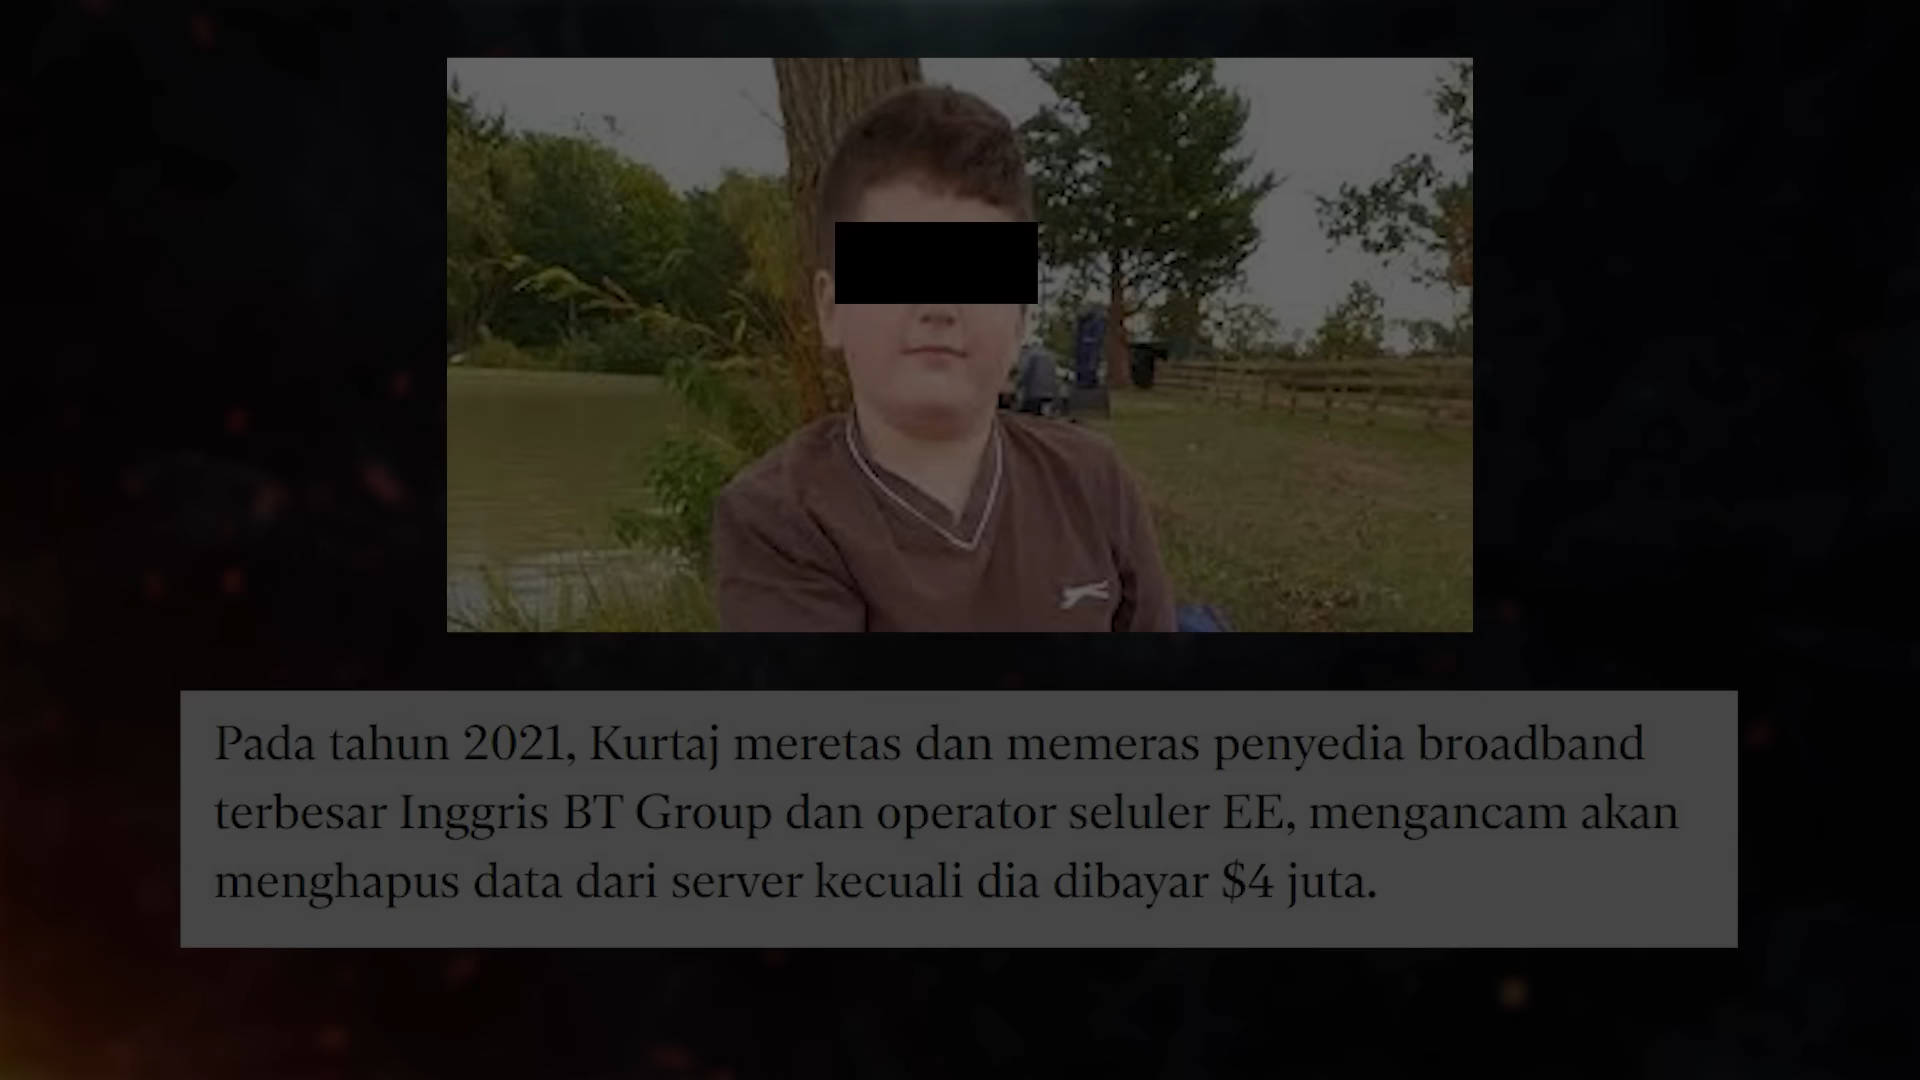 Pada tahun 2021, Kurtaj meretas dan memeras penyedia broadband
terbesar Inggris BT Group dan operator seluler EE, mengancam akan
menghapus data dari server kecuali dia dibayar $4 juta.